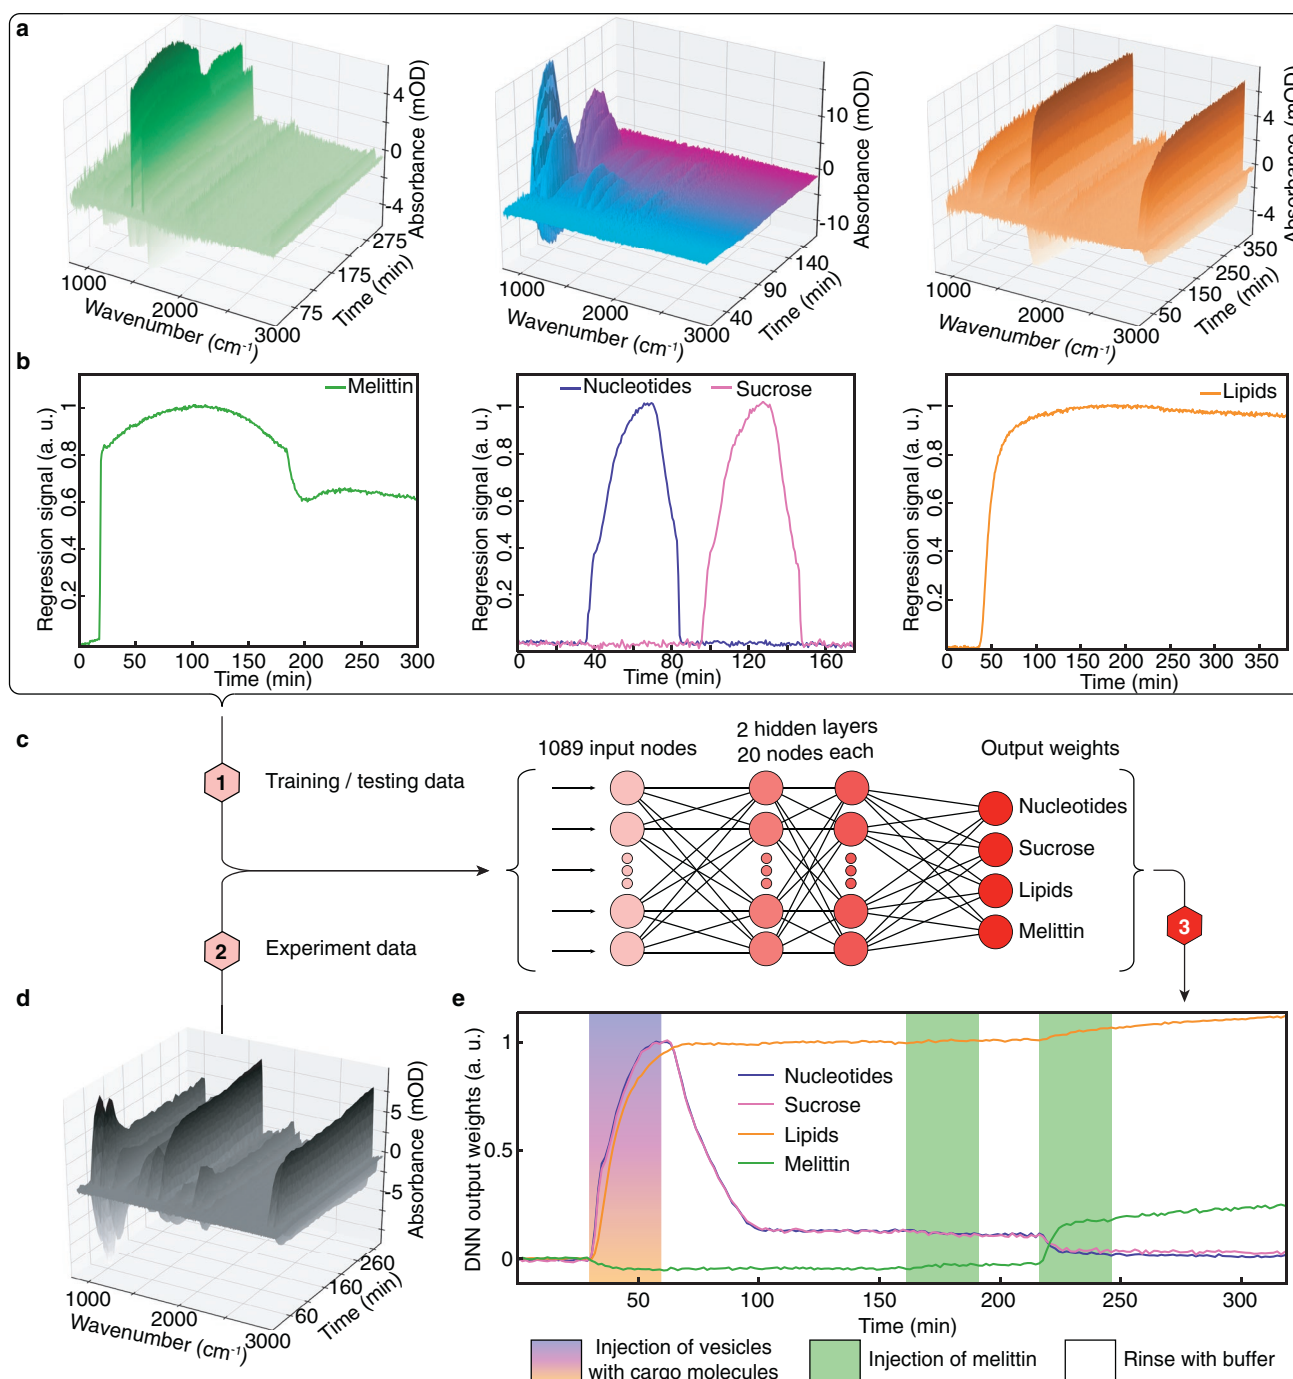 a
4
0
-4
Absorbance (mOD)
275
175
75
Time (min)
1000
2000
3000
Wavenumber (cm⁻¹)
10
0
-10
Absorbance (mOD)
140
90
40
Time (min)
1000
2000
3000
Wavenumber (cm⁻¹)
4
0
-4
Absorbance (mOD)
350
250
150
50
Time (min)
1000
2000
3000
Wavenumber (cm⁻¹)
b
Melittin
Regression signal (a. u.)
1
0.8
0.6
0.4
0.2
0 50 100 150 200 250 300
Time (min)
Nucleotides Sucrose
Regression signal (a. u.)
1
0.8
0.6
0.4
0.2
0 40 80 120 160
Time (min)
Lipids
Regression signal (a. u.)
1
0.8
0.6
0.4
0.2
0 50 100 150 200 250 300 350
Time (min)
c
1 Training / testing data
2 Experiment data
1089 input nodes
2 hidden layers
20 nodes each
Output weights
Nucleotides
Sucrose
Lipids
Melittin
3
d
5
0
-5
Absorbance (mOD)
260
160
60
Time (min)
1000
2000
3000
Wavenumber (cm⁻¹)
e
DNN output weights (a. u.)
1
0.5
0
Nucleotides
Sucrose
Lipids
Melittin
50 100 150 200 250 300
Time (min)
Injection of vesicles
with cargo molecules
Injection of melittin
Rinse with buffer